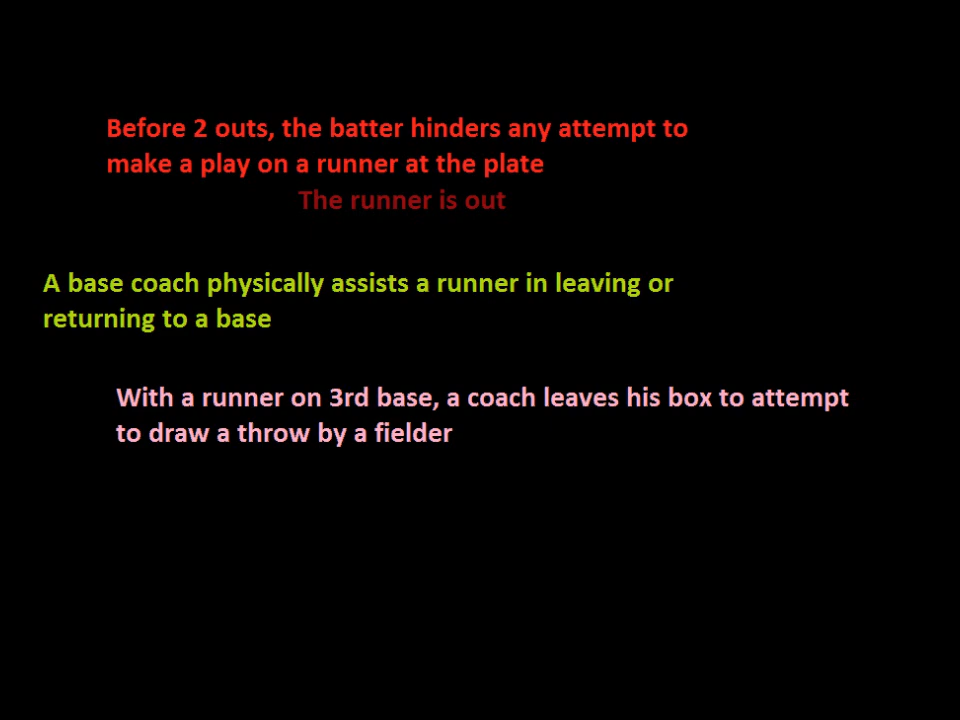 Before 2 outs, the batter hinders any attempt to
make a play on a runner at the plate
The runner is out
A base coach physically assists a runner in leaving or
returning to a base
With a runner on 3rd base, a coach leaves his box to attempt
to draw a throw by a fielder